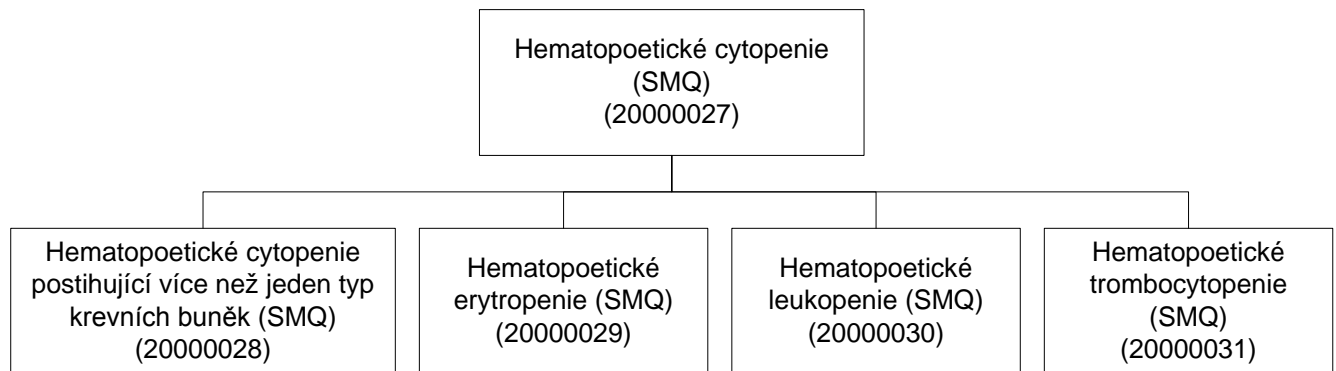 Hematopoetické cytopenie
(SMQ)
(20000027)
Hematopoetické cytopenie
postihující více než jeden typ
krevních buněk (SMQ)
(20000028)
Hematopoetické
erytropenie (SMQ)
(20000029)
Hematopoetické
leukopenie (SMQ)
(20000030)
Hematopoetické
trombocytopenie
(SMQ)
(20000031)